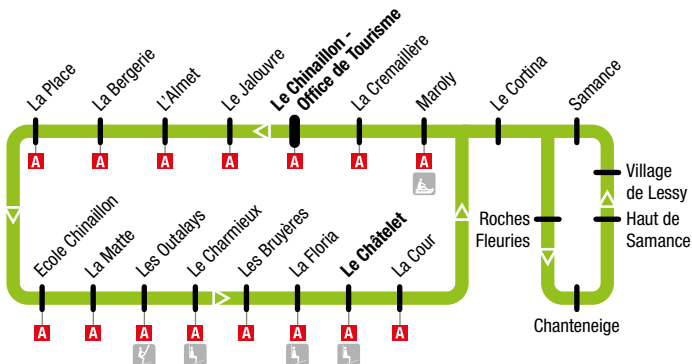 La Place
La Bergerie
L'Almet
Le Jalouvre
Le Chinaillon -
Office de Tourisme
La Cremaillère
Maroly
Le Cortina
Samance
A
A
A
A
A
A
A
Village
de Lessy
Roches
Fleuries
Haut de
Samance
Ecole Chinaillon
La Matte
Les Outalays
Le Charmieux
Les Bruyères
La Floria
Le Châtelet
La Cour
A
A
A
A
A
A
A
A
Chanteneige